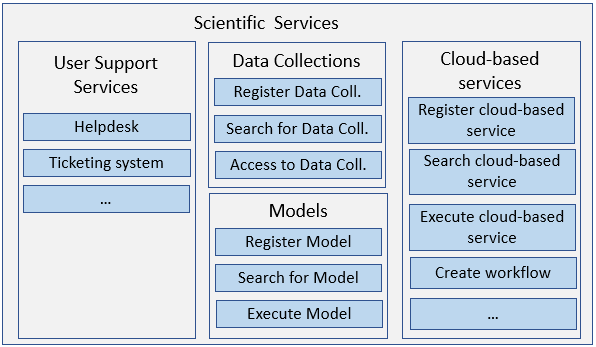 Scientific Services
User Support
Services
Helpdesk
Ticketing system
...
Data Collections
Register Data Coll.
Search for Data Coll.
Access to Data Coll.
Models
Register Model
Search for Model
Execute Model
Cloud-based
services
Register cloud-based
service
Search cloud-based
service
Execute cloud-based
service
Create workflow
...